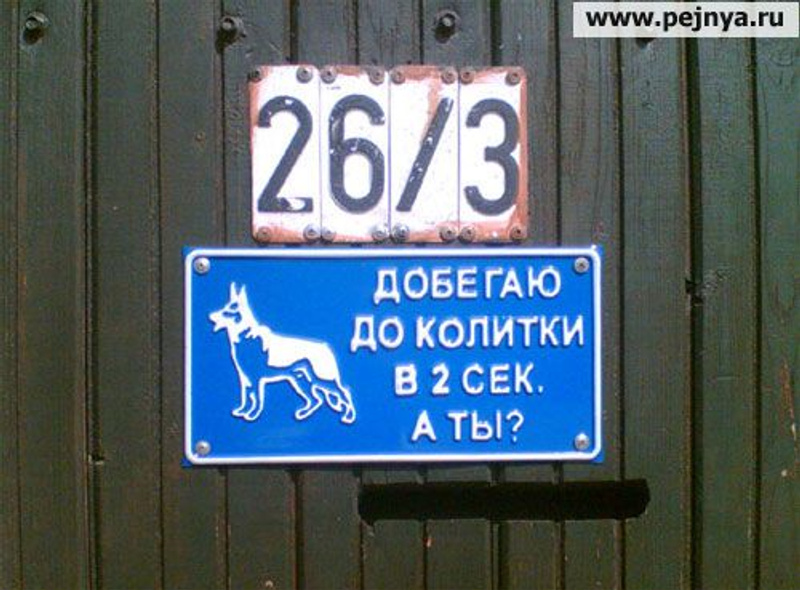 www.pejnya.ru
26/3
ДОБЕГАЮ
ДО КОЛИТКИ
В 2 СЕК.
А ТЫ?